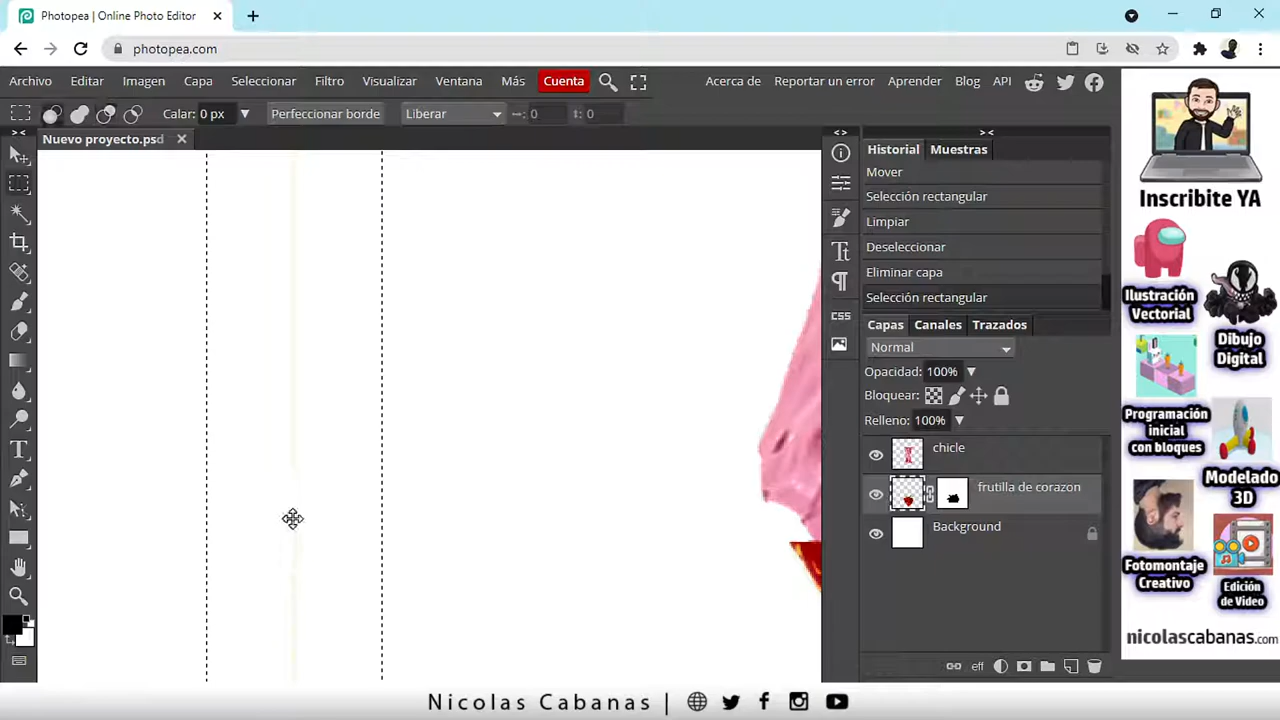 Photopea | Online Photo Editor
photopea.com
Archivo Editar Imagen Capa Seleccionar Filtro Visualizar Ventana Más Cuenta
Acerca de Reportar un error Aprender Blog API
Calar: 0 px Perfeccionar borde Liberar 0 0
Nuevo proyecto.psd
Historial Muestras
Mover
Selección rectangular
Limpiar
Deseleccionar
Eliminar capa
Selección rectangular
CSS
Capas Canales Trazados
Normal
Opacidad: 100%
Bloquear:
Relleno: 100%
chicle
frutilla de corazon
Background
eff
Inscribite YA
Ilustración
Vectorial
Dibujo
Digital
Programación
inicial
con bloques
Modelado
3D
Fotomontaje
Creativo
Edición
de Video
nicolascabanas.com
Nicolas Cabanas |